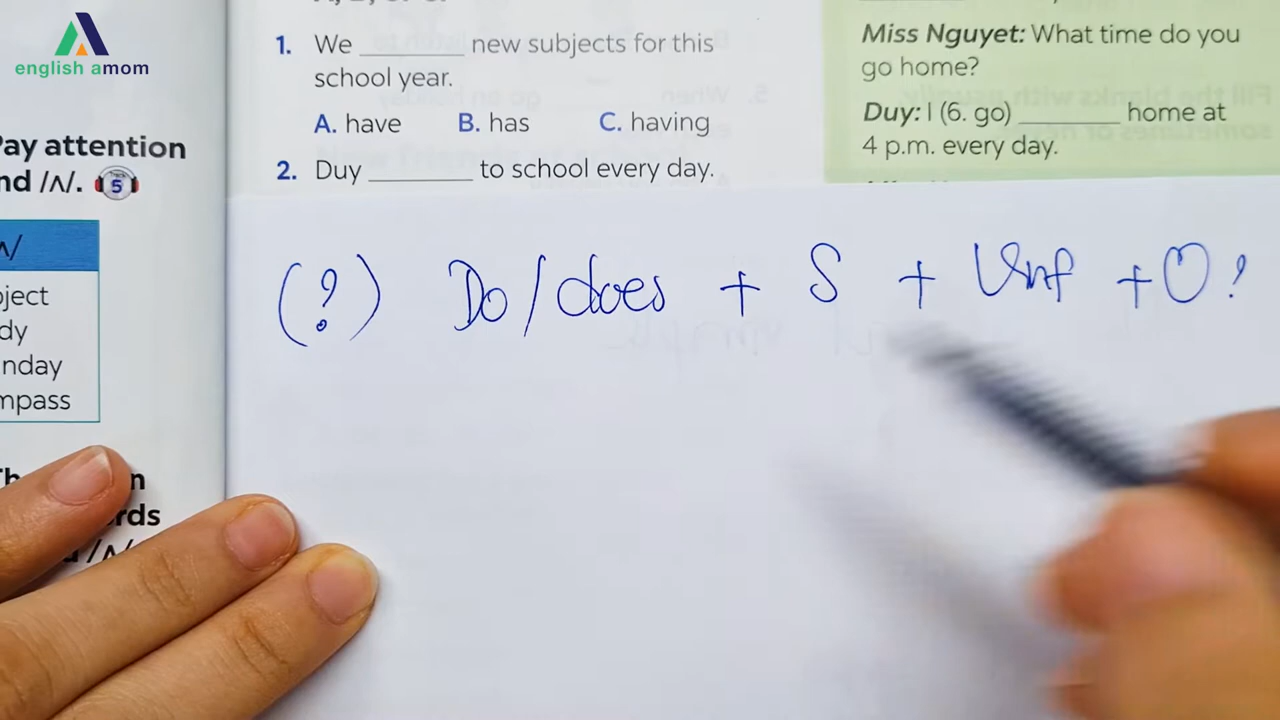 english amom
Pay attention
nd /ʌ/. 5
ʌ/
bject
dy
nday
mpass
n
rds
/ʌ/
1. We ________ new subjects for this
school year.
A. have B. has C. having
2. Duy ________ to school every day.
Miss Nguyet: What time do you
go home?
Duy: I (6. go) ________ home at
4 p.m. every day.
(?) Do/does + S + Vinf + O?